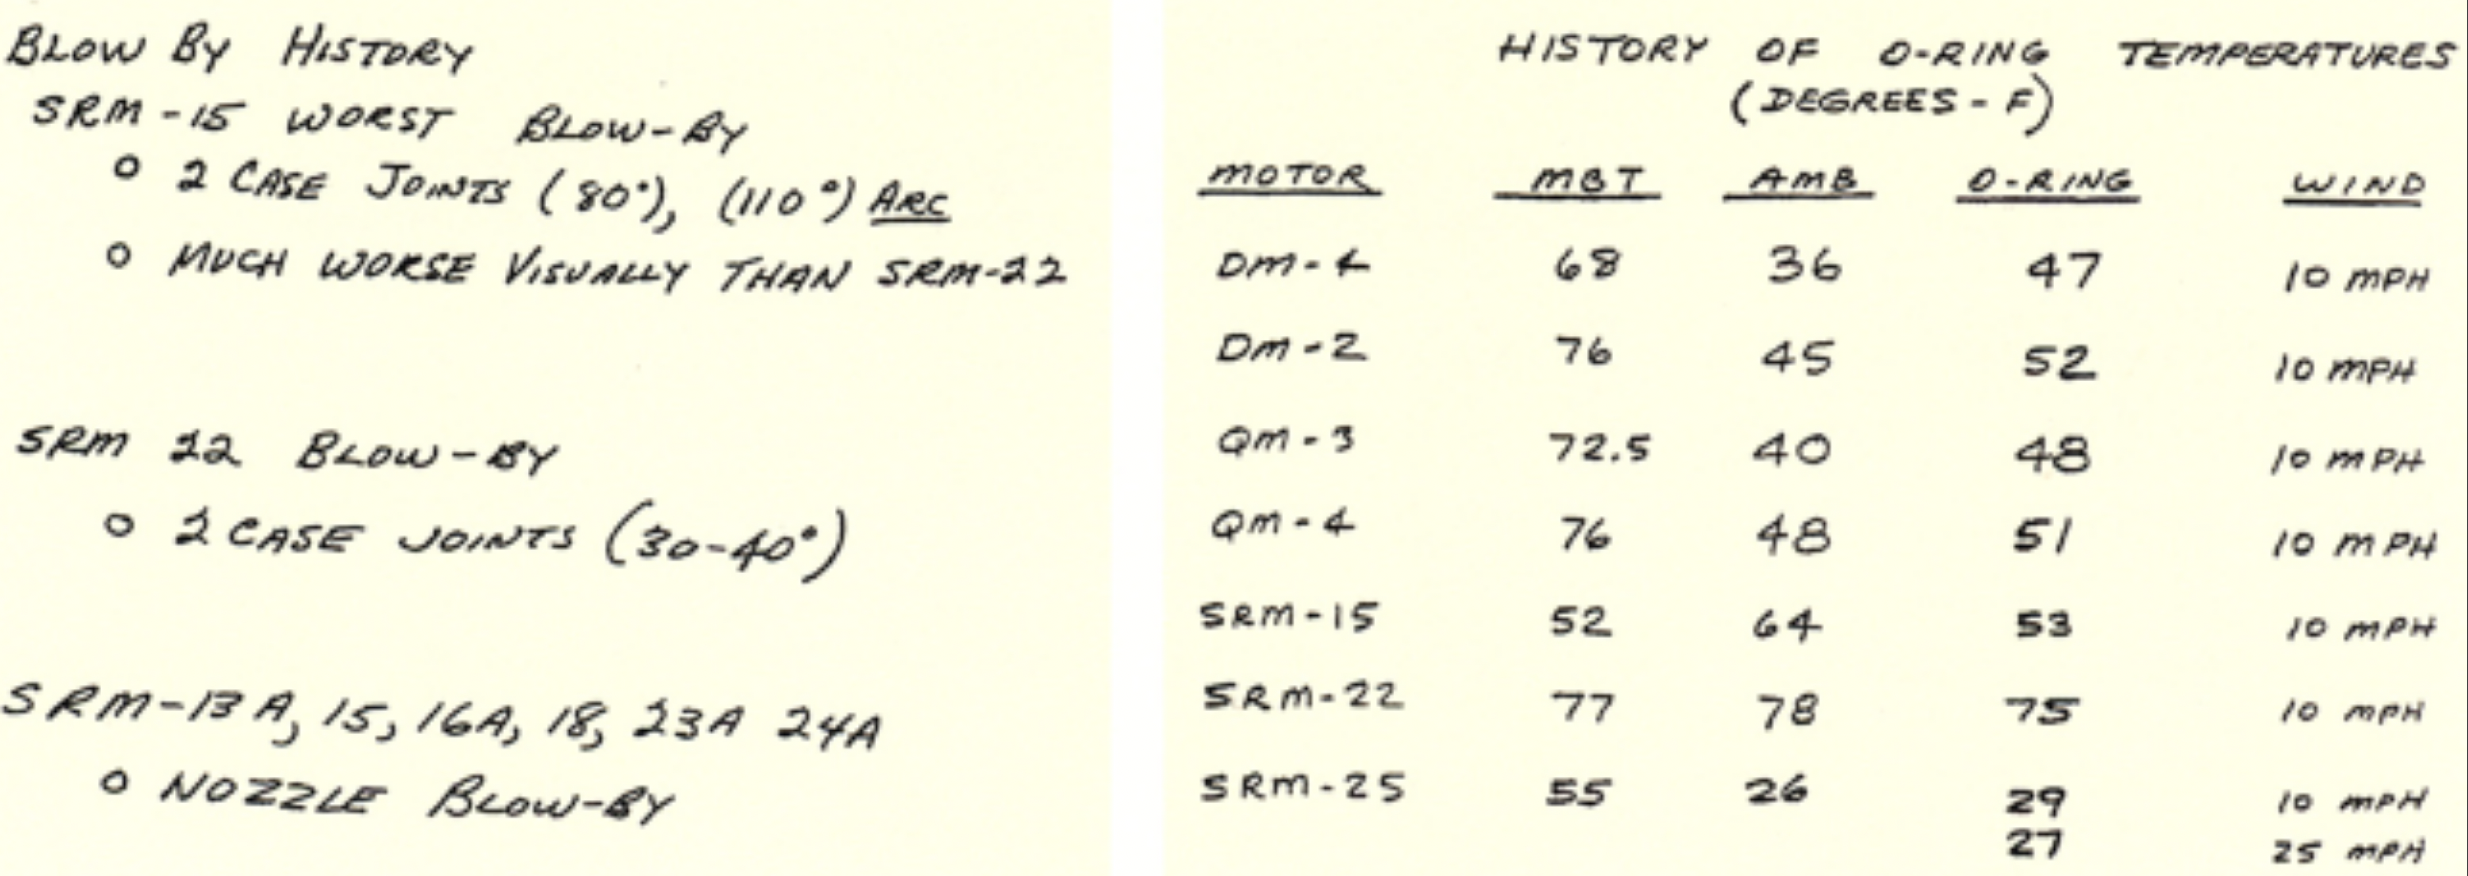 BLOW BY HISTORY
SRM-15 WORST BLOW-BY
o 2 CASE JOINTS (80°), (110°) ARC
o MUCH WORSE VISUALLY THAN SRM-22
SRM 22 BLOW-BY
o 2 CASE JOINTS (30-40°)
SRM-13A, 15, 16A, 18, 23A 24A
o NOZZLE BLOW-BY
HISTORY OF O-RING TEMPERATURES
(DEGREES-F)
MOTOR MBT AMB O-RING WIND
DM-4 68 36 47 10 MPH
DM-2 76 45 52 10 MPH
QM-3 72.5 40 48 10 MPH
QM-4 76 48 51 10 MPH
SRM-15 52 64 53 10 MPH
SRM-22 77 78 75 10 MPH
SRM-25 55 26 29 10 MPH
27 25 MPH